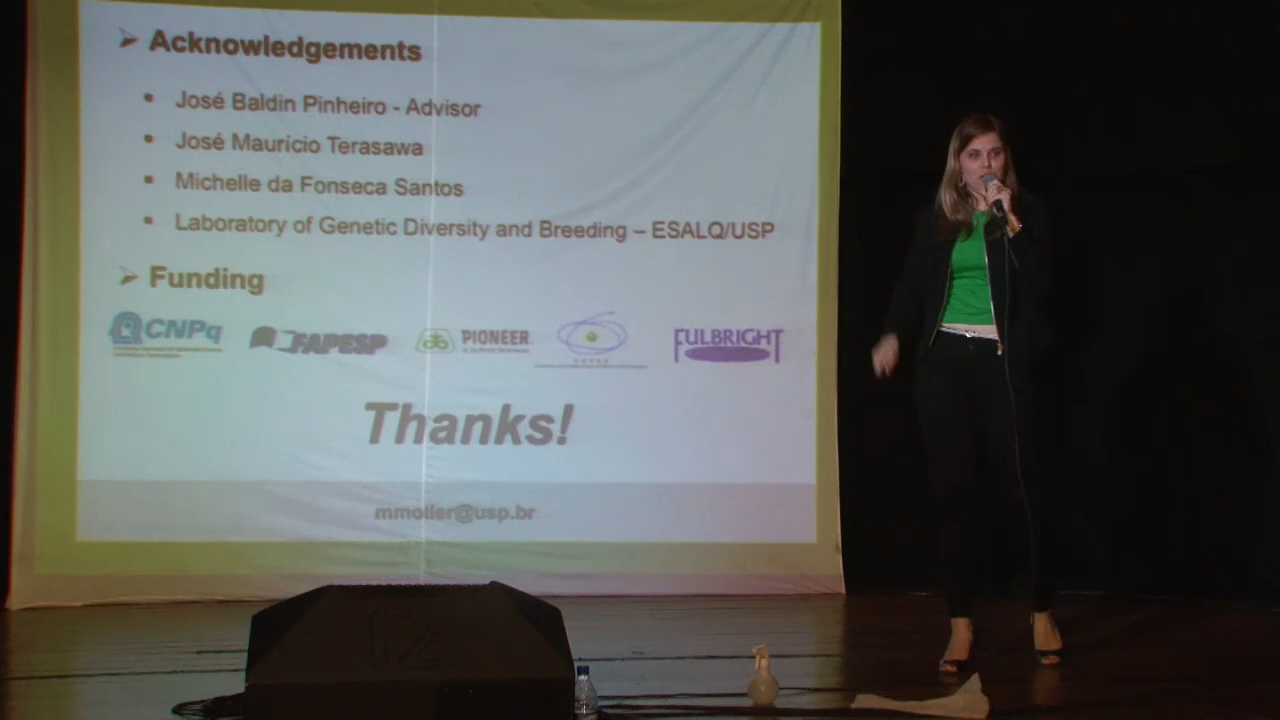 Acknowledgements
José Baldin Pinheiro - Advisor
José Mauricio Terasawa
Michelle da Fonseca Santos
Laboratory of Genetic Diversity and Breeding – ESALQ/USP
Funding
CNPq FAPESP PIONEER. FULBRIGHT
Thanks!
mmoller@usp.br